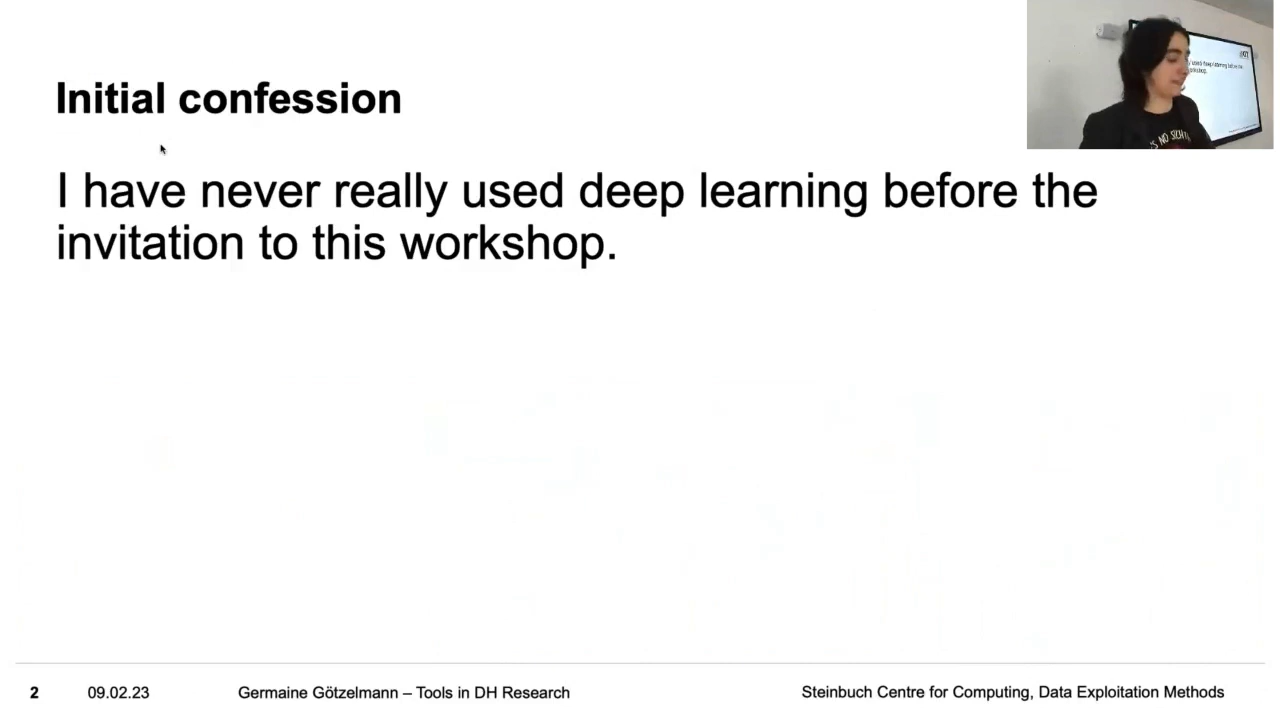 Initial confession
I have never really used deep learning before the
invitation to this workshop.
2 09.02.23 Germaine Götzelmann – Tools in DH Research Steinbuch Centre for Computing, Data Exploitation Methods